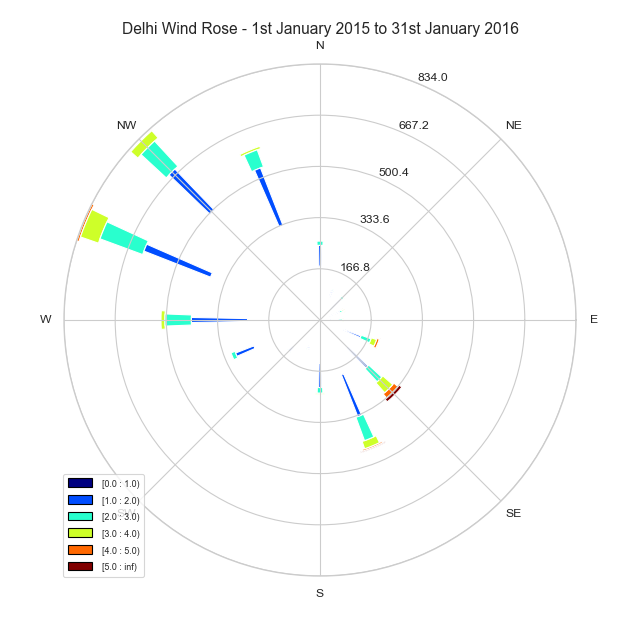 Delhi Wind Rose - 1st January 2015 to 31st January 2016
N
834.0
NW
NE
667.2
500.4
333.6
166.8
W
E
[0.0 : 1.0)
[1.0 : 2.0)
[2.0 : 3.0)
SW
SE
[3.0 : 4.0)
[4.0 : 5.0)
[5.0 : inf)
S